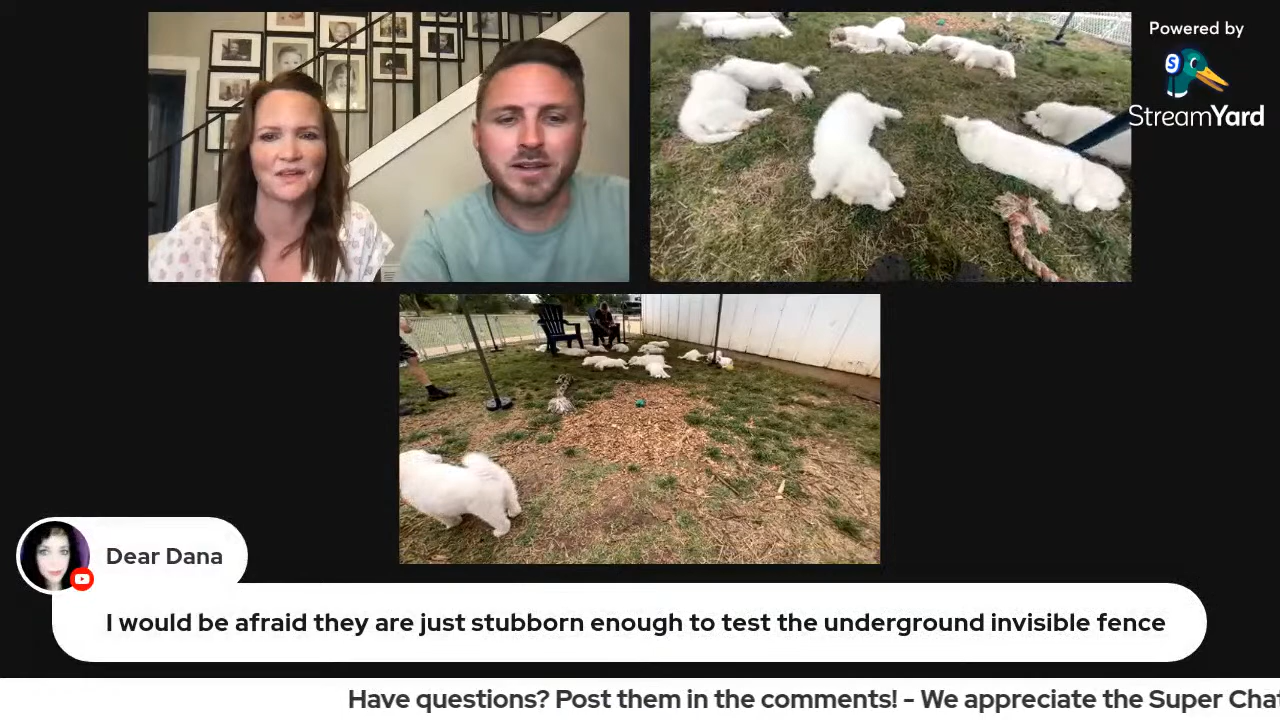 Powered by
StreamYard
Dear Dana
I would be afraid they are just stubborn enough to test the underground invisible fence
Have questions? Post them in the comments! - We appreciate the Super Chat